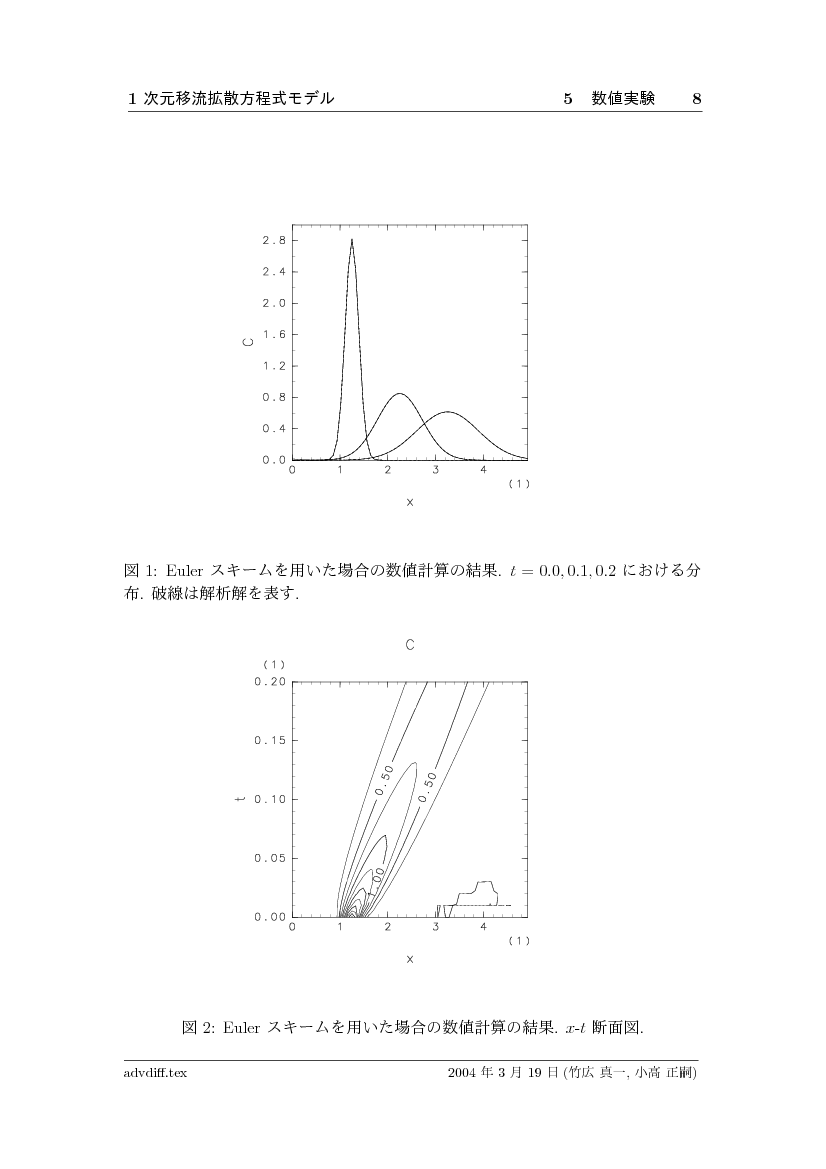 1 次元移流拡散方程式モデル 5 数値実験 8
2.8
2.4
2.0
1.6
C
1.2
0.8
0.4
0.0
0 1 2 3 4
(1)
x
図 1: Euler スキームを用いた場合の数値計算の結果. t = 0.0, 0.1, 0.2 における分
布. 破線は解析解を表す.
C
(1)
0.20
0.15
0.50 0.50
t 0.10
0.05
1.00
0.00
0 1 2 3 4
(1)
x
図 2: Euler スキームを用いた場合の数値計算の結果. x-t 断面図.
advdiff.tex 2004 年 3 月 19 日 (竹広 真一, 小高 正嗣)